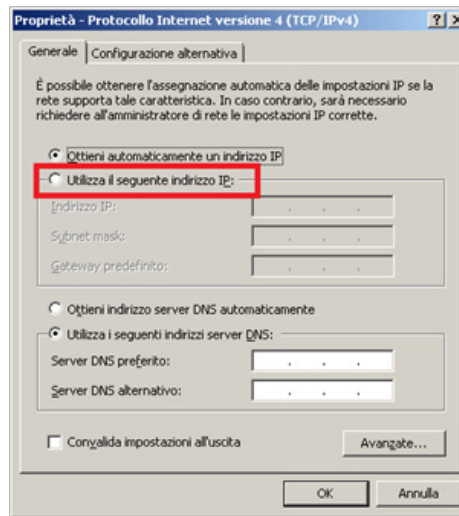 Proprietà - Protocollo Internet versione 4 (TCP/IPv4)
Generale
Configurazione alternativa
È possibile ottenere l'assegnazione automatica delle impostazioni IP se la
rete supporta tale caratteristica. In caso contrario, sarà necessario
richiedere all'amministratore di rete le impostazioni IP corrette.
Ottieni automaticamente un indirizzo IP
Utilizza il seguente indirizzo IP:
Indirizzo IP:
Subnet mask:
Gateway predefinito:
Ottieni indirizzo server DNS automaticamente
Utilizza i seguenti indirizzi server DNS:
Server DNS preferito:
Server DNS alternativo:
Convalida impostazioni all'uscita
Avanzate...
OK
Annulla